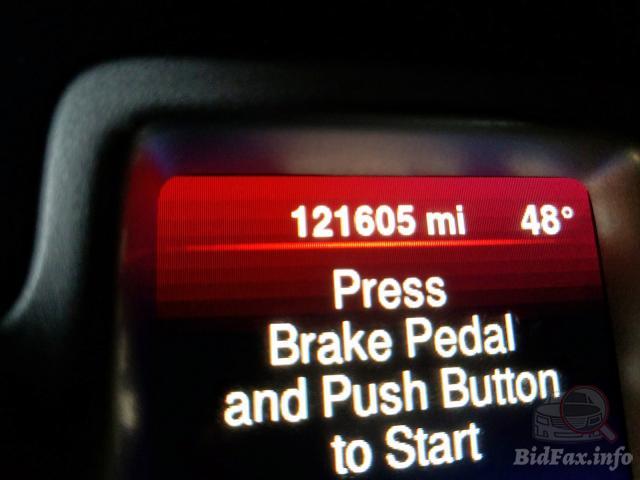 121605 mi 48°
Press
Brake Pedal
and Push Button
to Start
BidFax.info